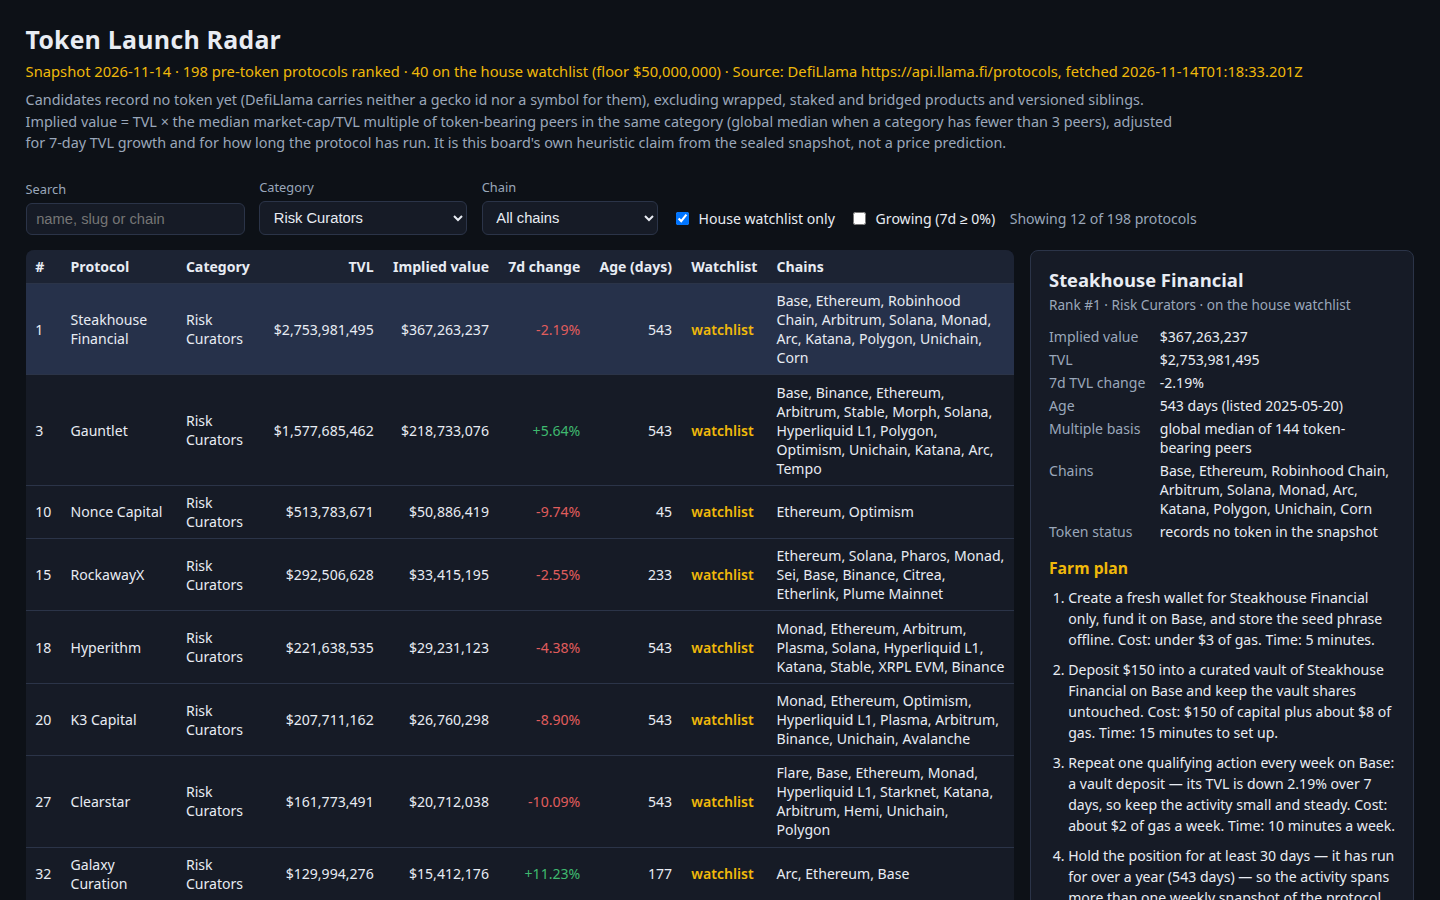 Token Launch Radar
Snapshot 2026-11-14 · 198 pre-token protocols ranked · 40 on the house watchlist (floor $50,000,000) · Source: DefiLlama https://api.llama.fi/protocols, fetched 2026-11-14T01:18:33.201Z
Candidates record no token yet (DefiLlama carries neither a gecko id nor a symbol for them), excluding wrapped, staked and bridged products and versioned siblings.
Implied value = TVL × the median market-cap/TVL multiple of token-bearing peers in the same category (global median when a category has fewer than 3 peers), adjusted
for 7-day TVL growth and for how long the protocol has run. It is this board's own heuristic claim from the sealed snapshot, not a price prediction.
Search
Category
Chain
name, slug or chain
Risk Curators
All chains
House watchlist only
Growing (7d ≥ 0%)
Showing 12 of 198 protocols
# Protocol Category TVL Implied value 7d change Age (days) Watchlist Chains
1 Steakhouse Financial Risk Curators $2,753,981,495 $367,263,237 -2.19% 543 watchlist Base, Ethereum, Robinhood
Chain, Arbitrum, Solana, Monad,
Arc, Katana, Polygon, Unichain,
Corn
3 Gauntlet Risk Curators $1,577,685,462 $218,733,076 +5.64% 543 watchlist Base, Binance, Ethereum,
Arbitrum, Stable, Morph, Solana,
Hyperliquid L1, Polygon,
Optimism, Unichain, Katana, Arc,
Tempo
10 Nonce Capital Risk Curators $513,783,671 $50,886,419 -9.74% 45 watchlist Ethereum, Optimism
15 RockawayX Risk Curators $292,506,628 $33,415,195 -2.55% 233 watchlist Ethereum, Solana, Pharos, Monad,
Sei, Base, Binance, Citrea,
Etherlink, Plume Mainnet
18 Hyperithm Risk Curators $221,638,535 $29,231,123 -4.38% 543 watchlist Monad, Ethereum, Arbitrum,
Plasma, Solana, Hyperliquid L1,
Katana, Stable, XRPL EVM, Binance
20 K3 Capital Risk Curators $207,711,162 $26,760,298 -8.90% 543 watchlist Monad, Ethereum, Optimism,
Hyperliquid L1, Plasma, Arbitrum,
Binance, Unichain, Avalanche
27 Clearstar Risk Curators $161,773,491 $20,712,038 -10.09% 543 watchlist Flare, Base, Ethereum, Monad,
Hyperliquid L1, Starknet, Katana,
Arbitrum, Hemi, Unichain,
Polygon
32 Galaxy Curation Risk Curators $129,994,276 $15,412,176 +11.23% 177 watchlist Arc, Ethereum, Base
Steakhouse Financial
Rank #1 · Risk Curators · on the house watchlist
Implied value $367,263,237
TVL $2,753,981,495
7d TVL change -2.19%
Age 543 days (listed 2025-05-20)
Multiple basis global median of 144 token-
bearing peers
Chains Base, Ethereum, Robinhood Chain,
Arbitrum, Solana, Monad, Arc,
Katana, Polygon, Unichain, Corn
Token status records no token in the snapshot
Farm plan
1. Create a fresh wallet for Steakhouse Financial
only, fund it on Base, and store the seed phrase
offline. Cost: under $3 of gas. Time: 5 minutes.
2. Deposit $150 into a curated vault of Steakhouse
Financial on Base and keep the vault shares
untouched. Cost: $150 of capital plus about $8 of
gas. Time: 15 minutes to set up.
3. Repeat one qualifying action every week on Base:
a vault deposit — its TVL is down 2.19% over 7
days, so keep the activity small and steady. Cost:
about $2 of gas a week. Time: 10 minutes a week.
4. Hold the position for at least 30 days — it has run
for over a year (543 days) — so the activity spans
more than one weekly snapshot of the protocol.